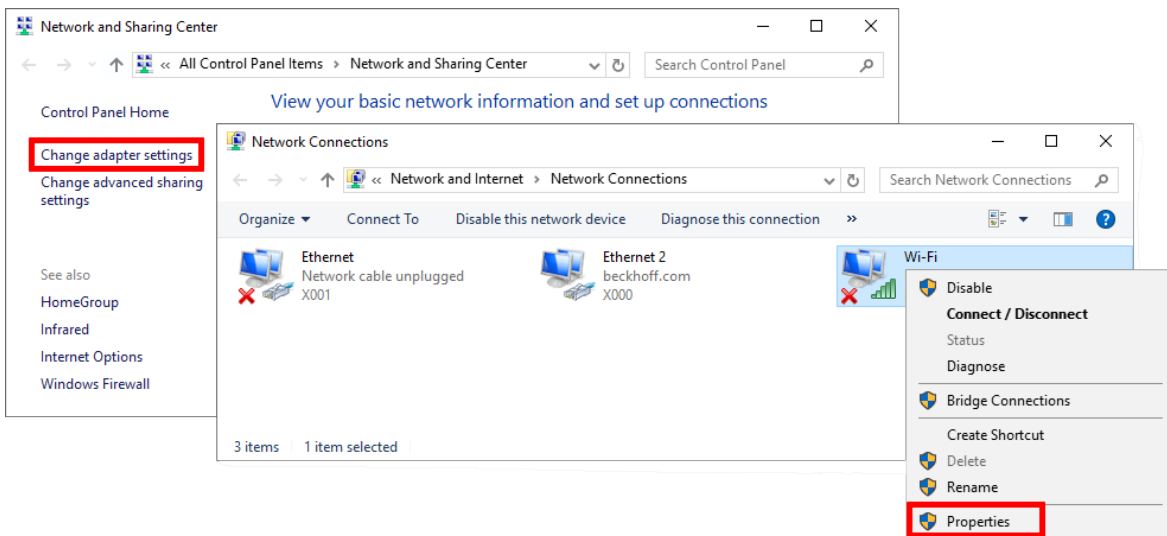 Network and Sharing Center
« All Control Panel Items › Network and Sharing Center
Search Control Panel
Control Panel Home
View your basic network information and set up connections
Change adapter settings
Change advanced sharing
settings
See also
HomeGroup
Infrared
Internet Options
Windows Firewall
Network Connections
« Network and Internet › Network Connections
Search Network Connections
Organize Connect To Disable this network device Diagnose this connection »
Ethernet
Network cable unplugged
X001
Ethernet 2
beckhoff.com
X000
Wi-Fi
3 items 1 item selected
Disable
Connect / Disconnect
Status
Diagnose
Bridge Connections
Create Shortcut
Delete
Rename
Properties